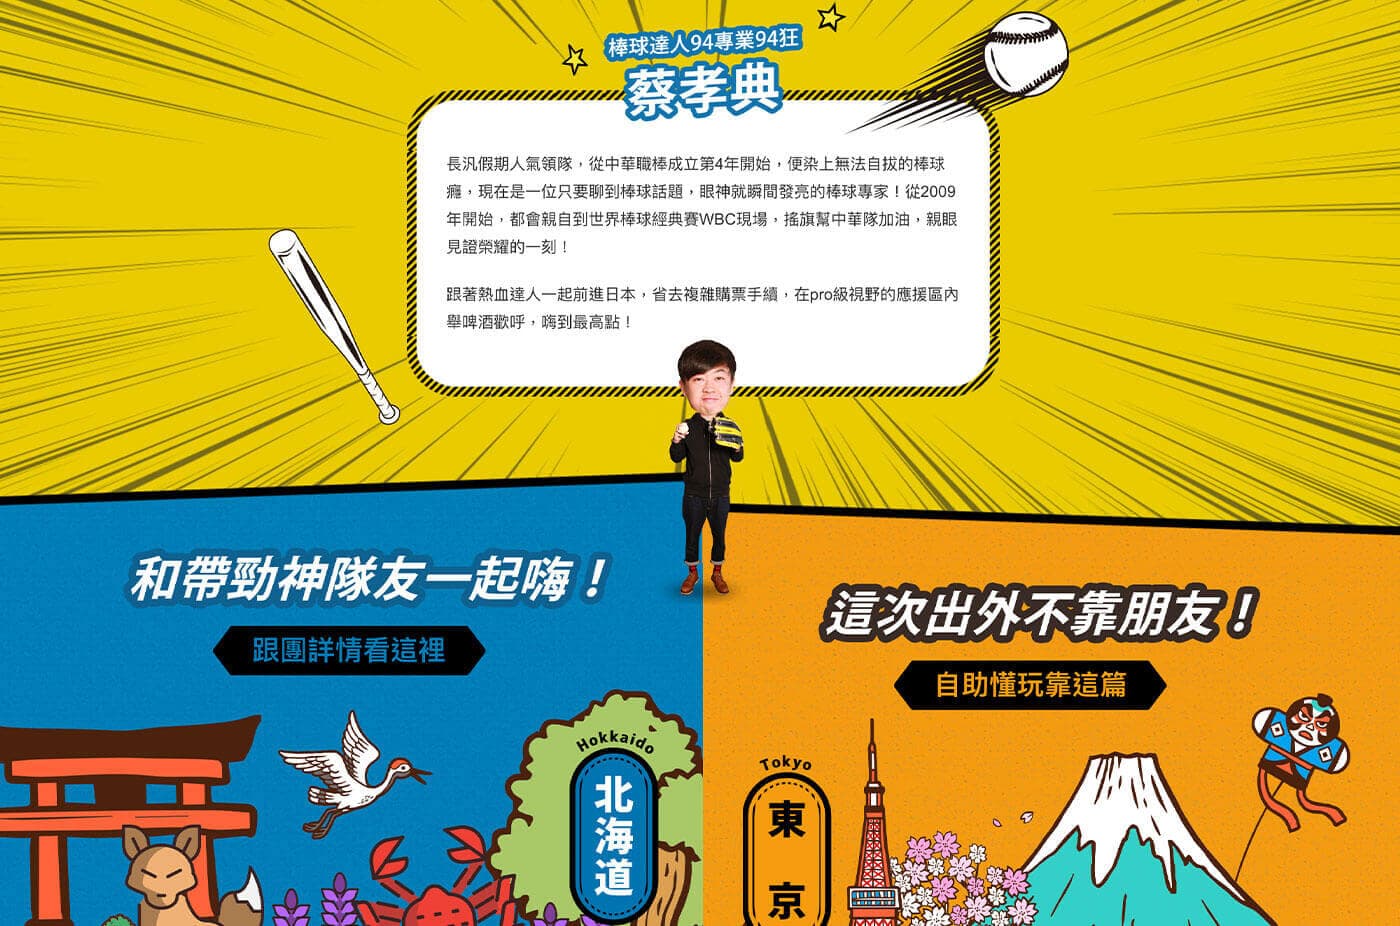 棒球達人94專業94狂
蔡孝典
長汎假期人氣領隊，從中華職棒成立第4年開始，便染上無法自拔的棒球
癮，現在是一位只要聊到棒球話題，眼神就瞬間發亮的棒球專家！從2009
年開始，都會親自到世界棒球經典賽WBC現場，搖旗幫中華隊加油，親眼
見證榮耀的一刻！
跟著熱血達人一起前進日本，省去複雜購票手續，在pro級視野的應援區內
舉啤酒歡呼，嗨到最高點！
和帶勁神隊友一起嗨！
跟團詳情看這裡
這次出外不靠朋友！
自助懂玩靠這篇
Hokkaido
北海道
Tokyo
東京